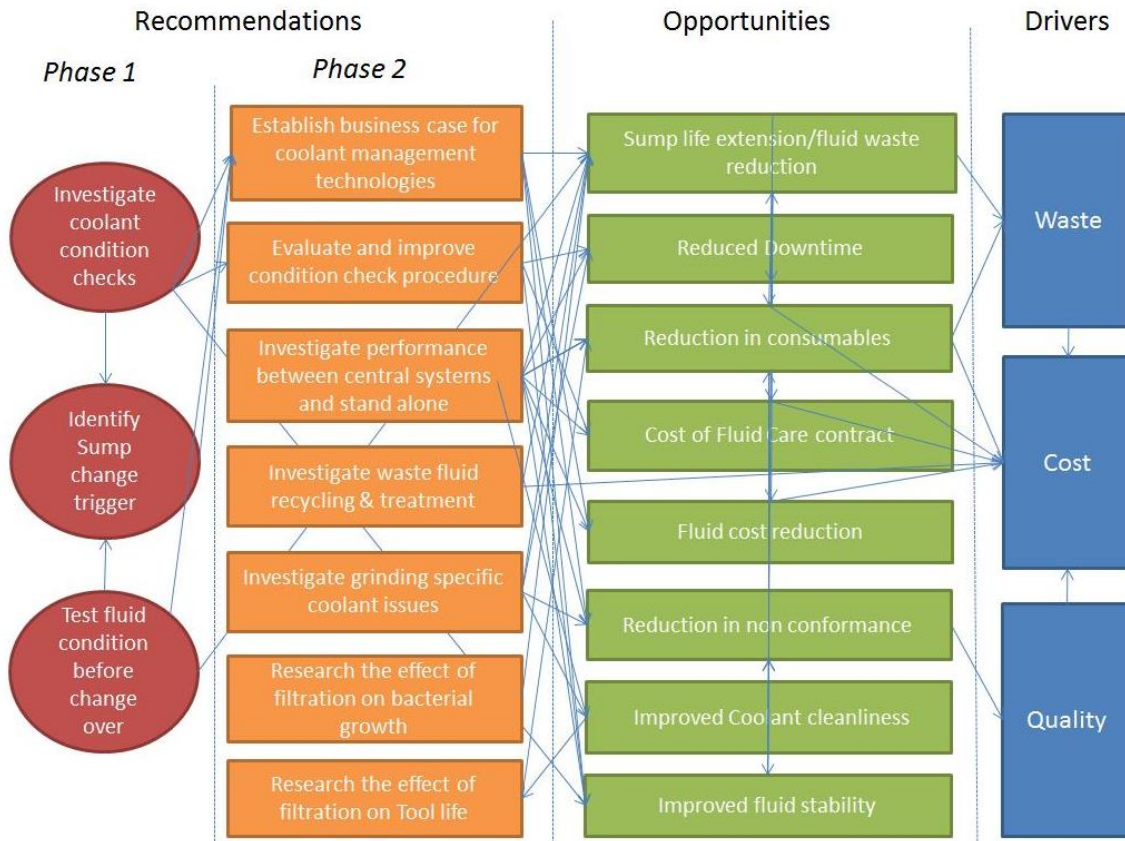 Recommendations
Opportunities
Drivers
Phase 1
Phase 2
Investigate
coolant
condition
checks
Identify
Sump
change
trigger
Test fluid
condition
before
change
over
Establish business case for
coolant management
technologies
Evaluate and improve
condition check procedure
Investigate performance
between central systems
and stand alone
Investigate waste fluid
recycling & treatment
Investigate grinding specific
coolant issues
Research the effect of
filtration on bacterial
growth
Research the effect of
filtration on Tool life
Sump life extension/fluid waste
reduction
Reduced Downtime
Reduction in consumables
Cost of Fluid Care contract
Fluid cost reduction
Reduction in non conformance
Improved Coolant cleanliness
Improved fluid stability
Waste
Cost
Quality